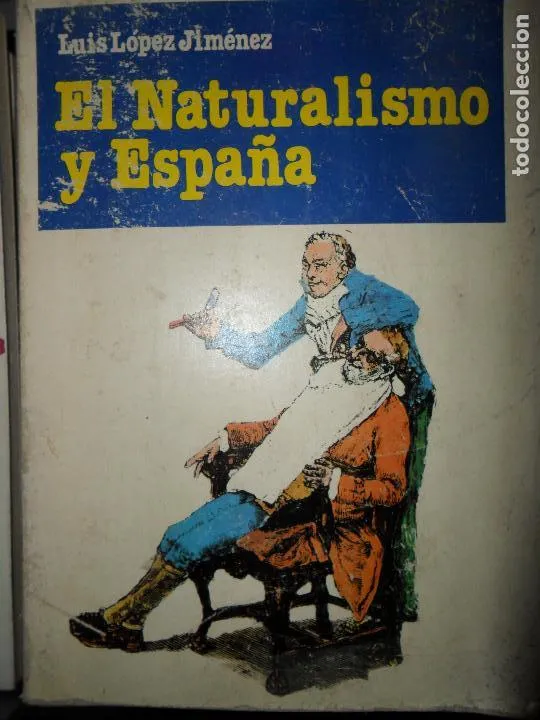 Luis López Jiménez
El Naturalismo
y España
todocoleccion